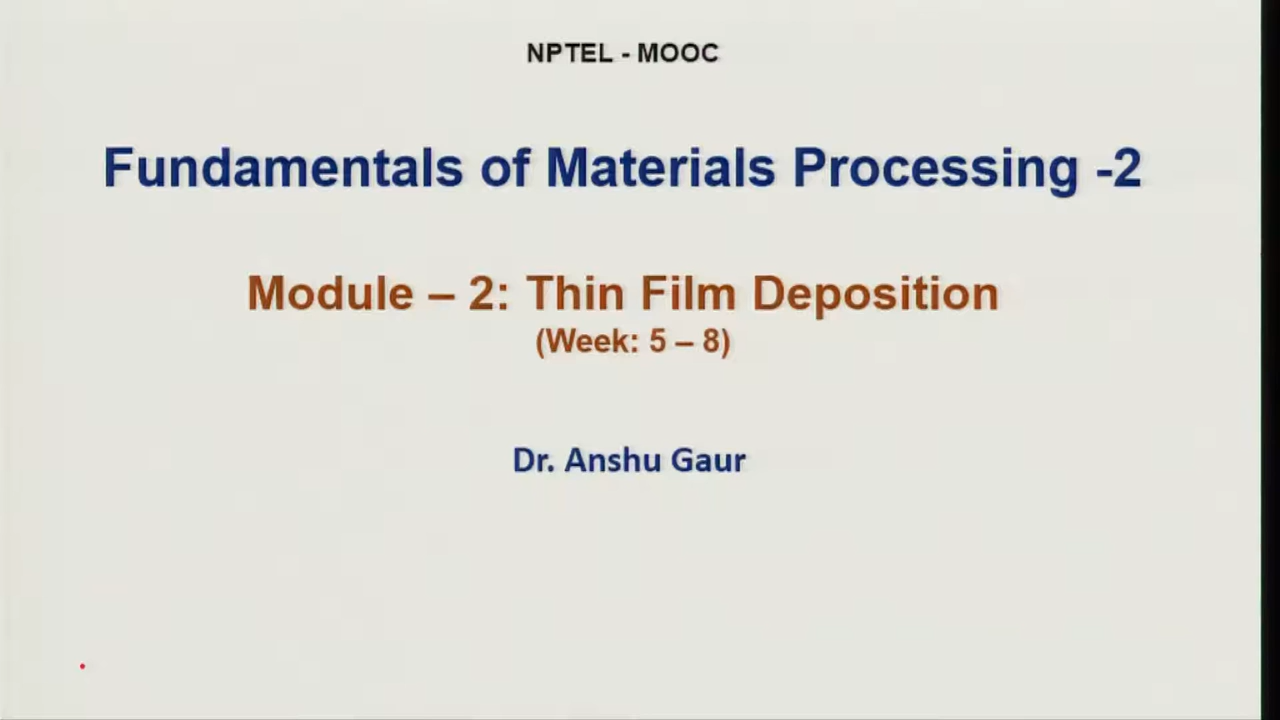 NPTEL - MOOC
Fundamentals of Materials Processing -2
Module – 2: Thin Film Deposition
(Week: 5 – 8)
Dr. Anshu Gaur